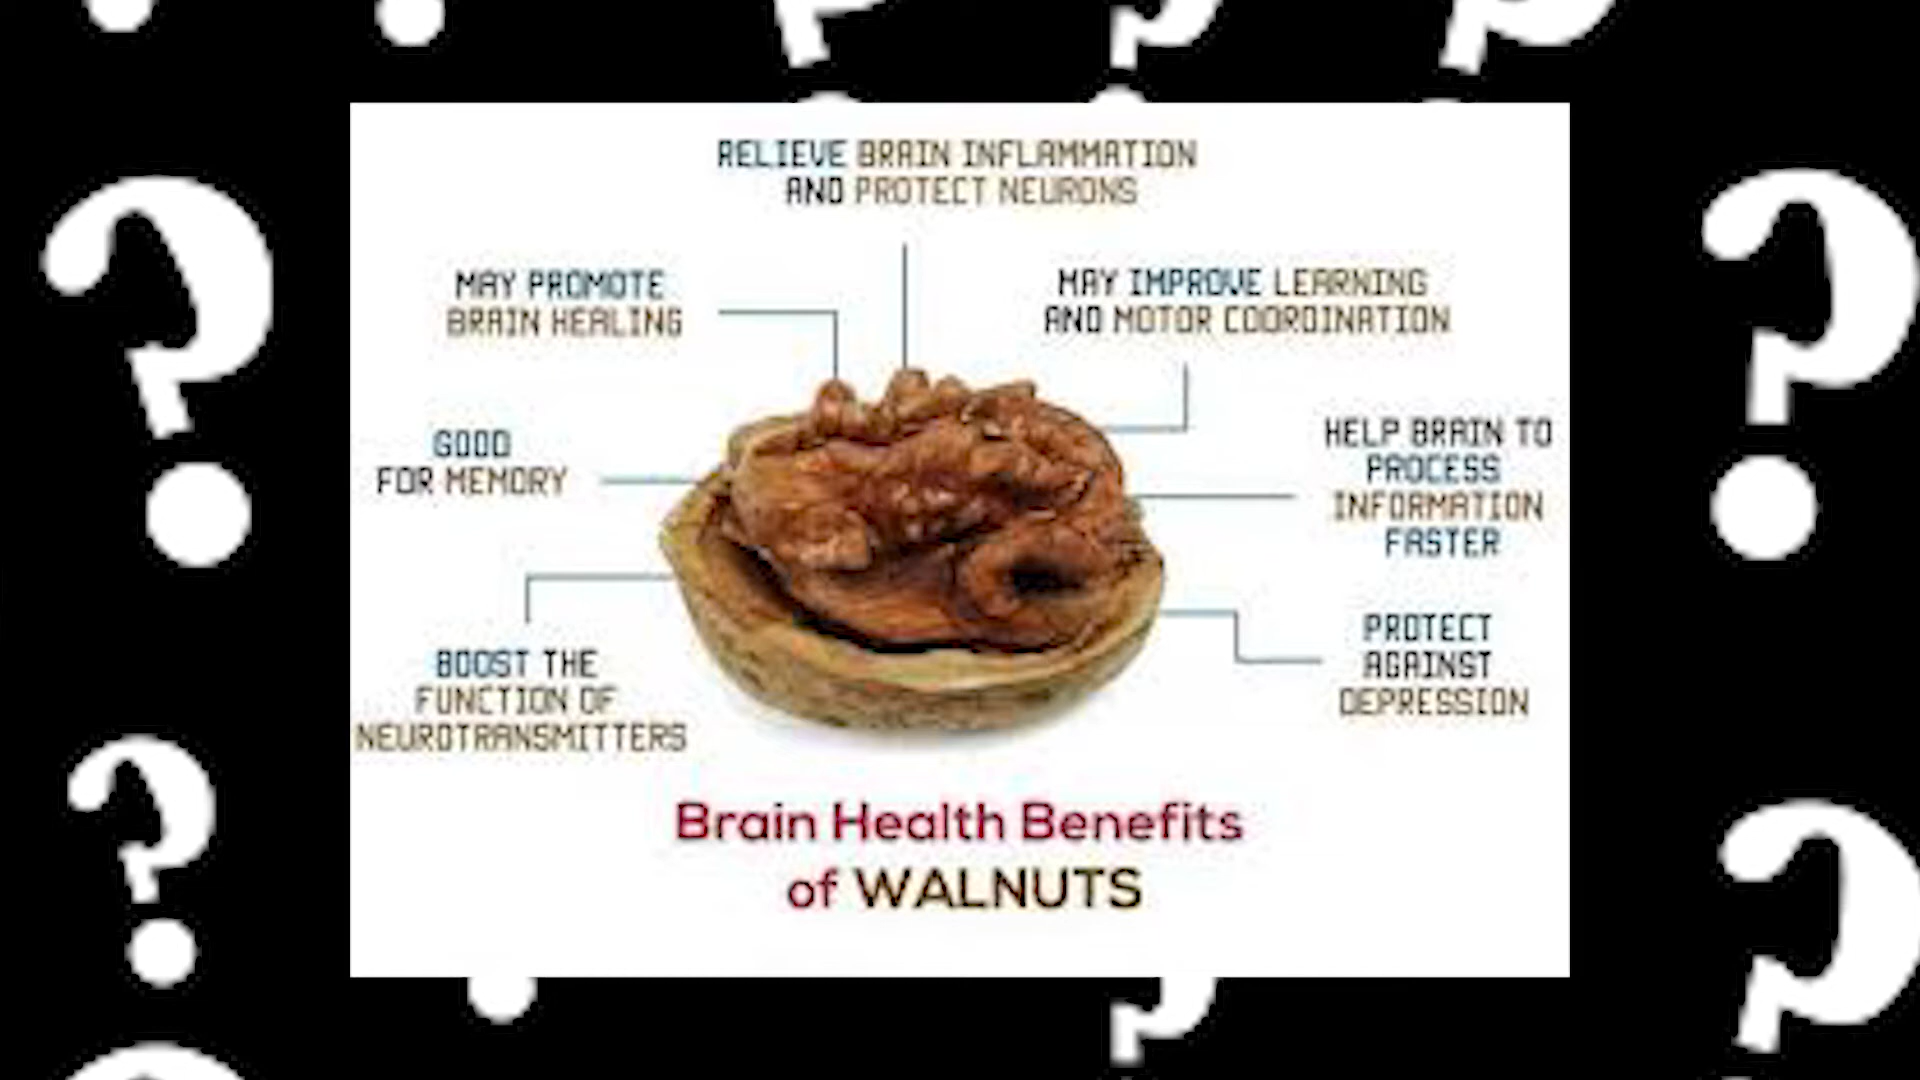 RELIEVE BRAIN INFLAMMATION
AND PROTECT NEURONS
MAY PROMOTE
BRAIN HEALING
MAY IMPROVE LEARNING
AND MOTOR COORDINATION
GOOD
FOR MEMORY
HELP BRAIN TO
PROCESS
INFORMATION
FASTER
BOOST THE
FUNCTION OF
NEUROTRANSMITTERS
PROTECT
AGAINST
DEPRESSION
Brain Health Benefits
of WALNUTS